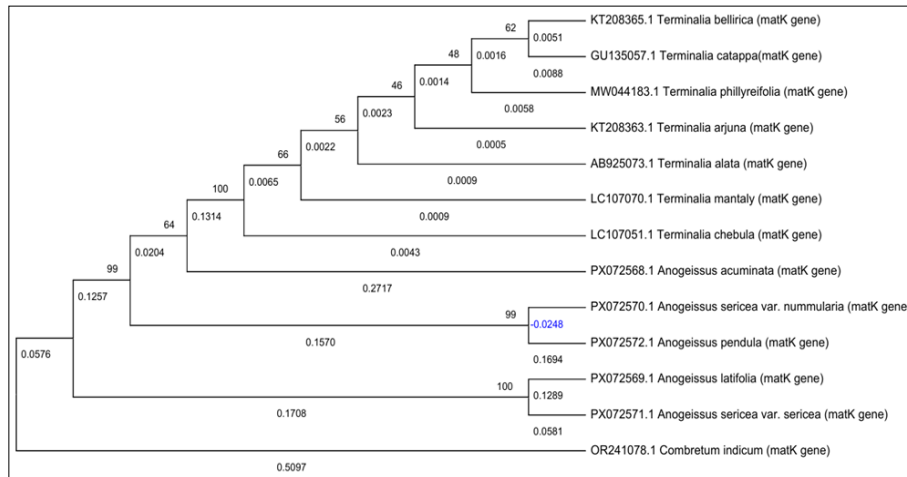 KT208365.1 Terminalia bellirica (matK gene)
62
0.0051
GU135057.1 Terminalia catappa(matK gene)
48
0.0016
0.0088
MW044183.1 Terminalia phillyreifolia (matK gene)
46
0.0014
0.0058
KT208363.1 Terminalia arjuna (matK gene)
56
0.0023
0.0005
AB925073.1 Terminalia alata (matK gene)
66
0.0022
0.0009
LC107070.1 Terminalia mantaly (matK gene)
100
0.0065
0.0009
LC107051.1 Terminalia chebula (matK gene)
64
0.1314
0.0043
PX072568.1 Anogeissus acuminata (matK gene)
99
0.0204
0.2717
PX072570.1 Anogeissus sericea var. nummularia (matK gene
0.1257
99
-0.0248
0.1570
PX072572.1 Anogeissus pendula (matK gene)
0.0576
0.1694
PX072569.1 Anogeissus latifolia (matK gene)
100
0.1289
0.1708
PX072571.1 Anogeissus sericea var. sericea (matK gene)
0.0581
OR241078.1 Combretum indicum (matK gene)
0.5097